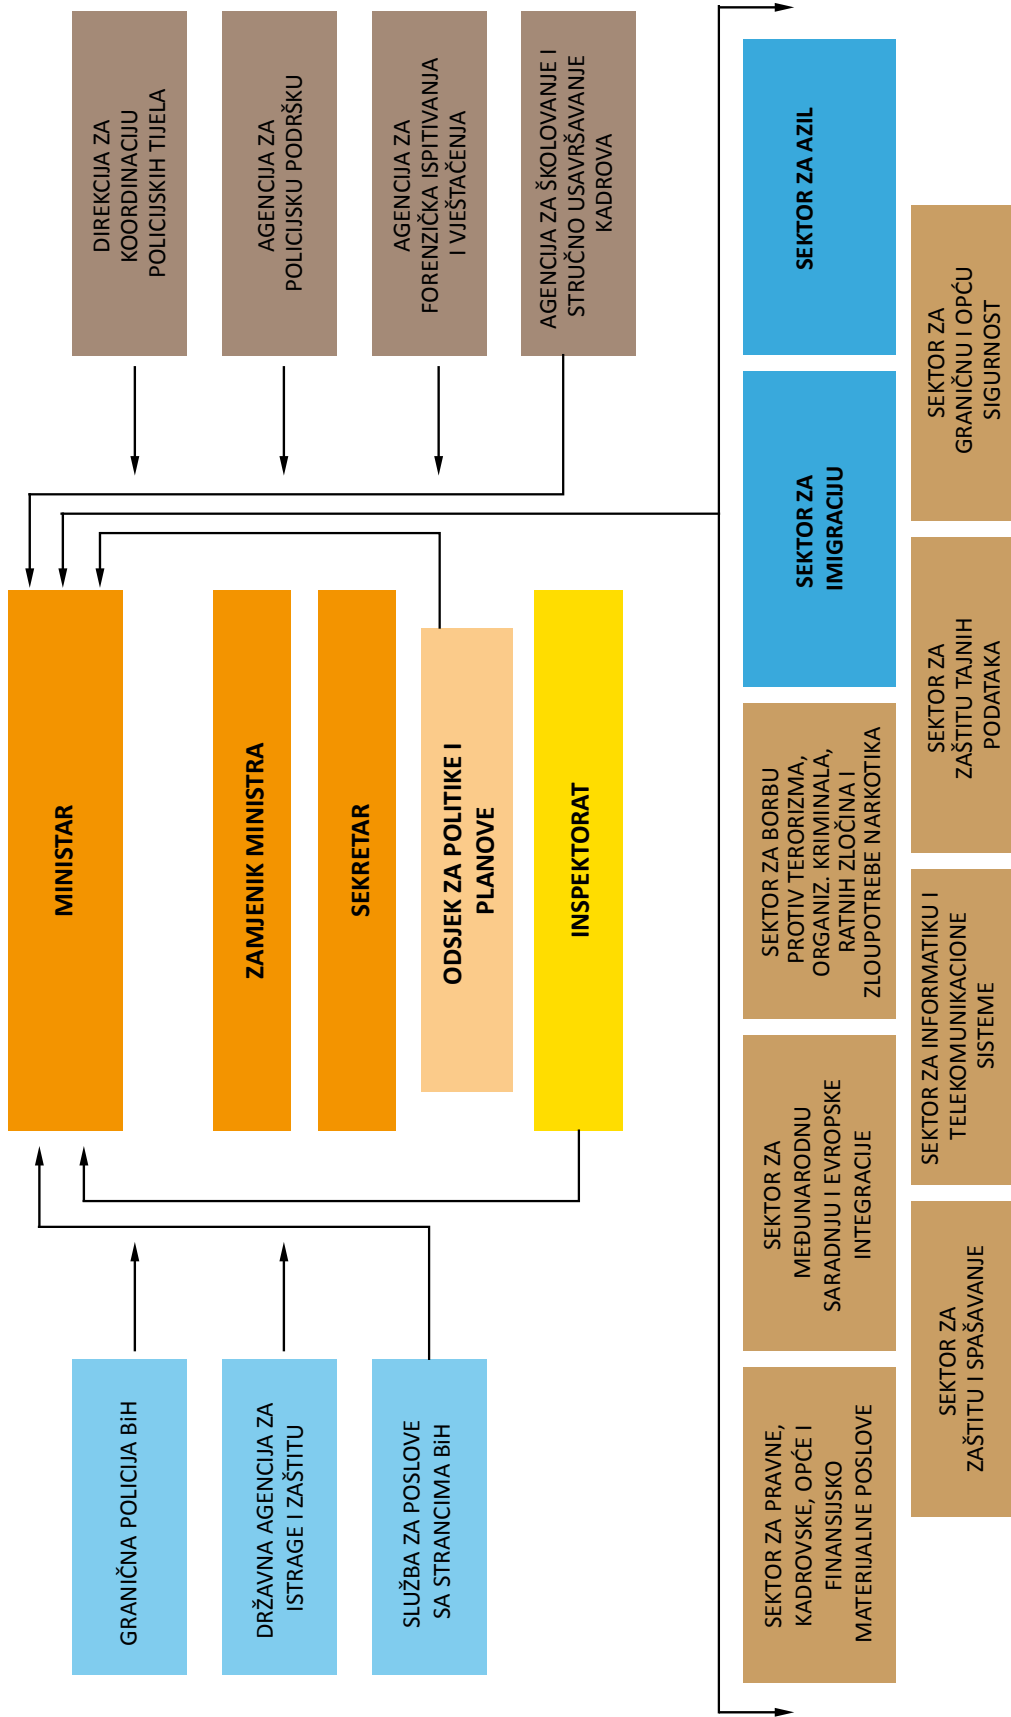 MINISTAR
ZAMJENIK MINISTRA
SEKRETAR
ODSJEK ZA POLITIKE I
PLANOVE
INSPEKTORAT
GRANIČNA POLICIJA BiH
DRŽAVNA AGENCIJA ZA
ISTRAGE I ZAŠTITU
SLUŽBA ZA POSLOVE
SA STRANCIMA BiH
DIREKCIJA ZA
KOORDINACIJU
POLICIJSKIH TIJELA
AGENCIJA ZA
POLICIJSKU PODRŠKU
AGENCIJA ZA
FORENZIČKA ISPITIVANJA
I VJEŠTAČENJA
AGENCIJA ZA ŠKOLOVANJE I
STRUČNO USAVRŠAVANJE
KADROVA
SEKTOR ZA PRAVNE,
KADROVSKE, OPĆE I
FINANSIJSKO
MATERIJALNE POSLOVE
SEKTOR ZA
MEĐUNARODNU
SARADNJU I EVROPSKE
INTEGRACIJE
SEKTOR ZA BORBU
PROTIV TERORIZMA,
ORGANIZ. KRIMINALA,
RATNIH ZLOČINA I
ZLOUPOTREBE NARKOTIKA
SEKTOR ZA
IMIGRACIJU
SEKTOR ZA AZIL
SEKTOR ZA
ZAŠTITU I SPAŠAVANJE
SEKTOR ZA INFORMATIKU I
TELEKOMUNIKACIONE
SISTEME
SEKTOR ZA
ZAŠTITU TAJNIH
PODATAKA
SEKTOR ZA
GRANIČNU I OPĆU
SIGURNOST